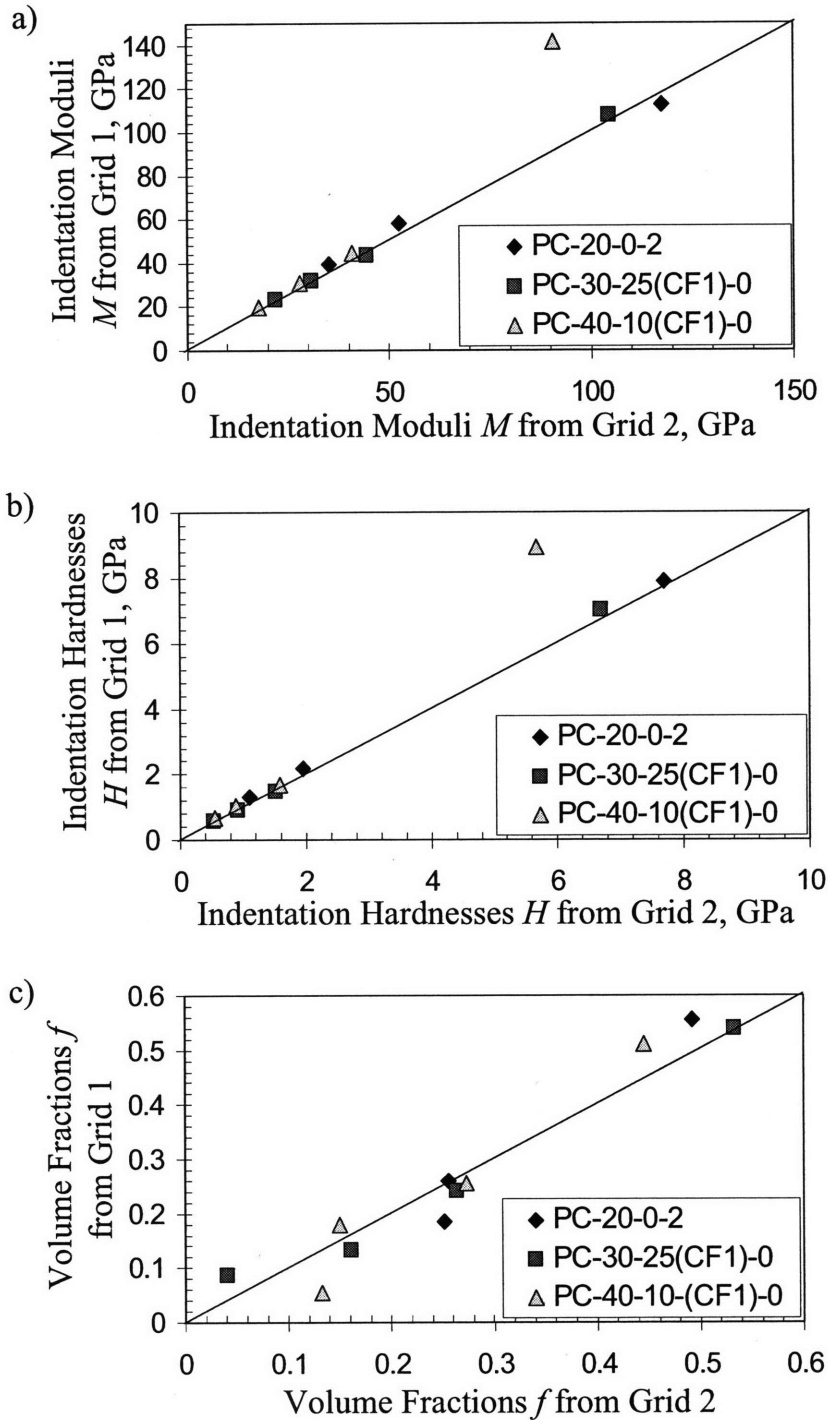 a)
Indentation Moduli
M from Grid 1, GPa
140
120
100
80
60
40
20
0
PC-20-0-2
PC-30-25(CF1)-0
PC-40-10(CF1)-0
0 50 100 150
Indentation Moduli M from Grid 2, GPa
b)
Indentation Hardnesses
H from Grid 1, GPa
10
8
6
4
2
0
PC-20-0-2
PC-30-25(CF1)-0
PC-40-10(CF1)-0
0 2 4 6 8 10
Indentation Hardnesses H from Grid 2, GPa
c)
Volume Fractions f
from Grid 1
0.6
0.5
0.4
0.3
0.2
0.1
0
PC-20-0-2
PC-30-25(CF1)-0
PC-40-10-(CF1)-0
0 0.1 0.2 0.3 0.4 0.5 0.6
Volume Fractions f from Grid 2